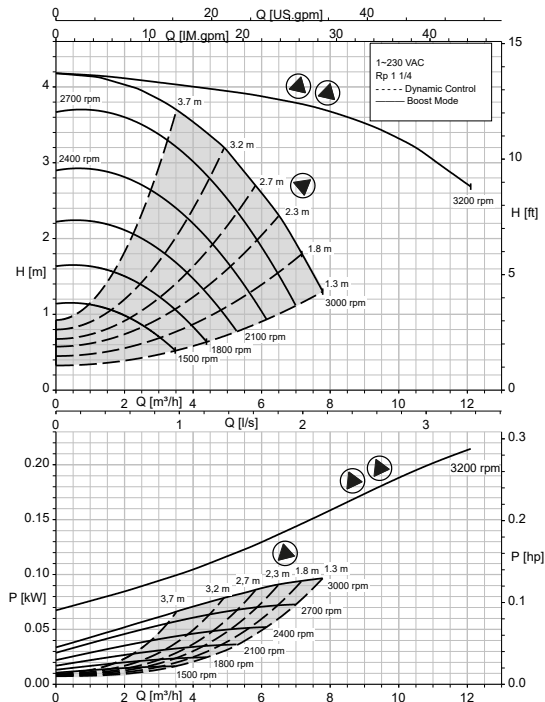 0 20 Q [US.gpm] 40
0 10 Q [IM.gpm] 20 30 40
1~230 VAC
Rp 1 1/4
Dynamic Control
Boost Mode
15
4
2700 rpm
3.7 m
3.2 m
3
2400 rpm
2.7 m
10
3200 rpm
2.3 m
H [ft]
2
1.8 m
H [m]
5
1.3 m
3000 rpm
1
2100 rpm
1800 rpm
1500 rpm
0 0
0 2 4 6 8 10 12
Q [m³/h]
0 1 Q [l/s] 2 3
0.3
0.20
3200 rpm
0.15
0.2
P [hp]
2,3 m 1.8 m 1.3 m
0.10
2,7 m
3,2 m
3,7 m
3000 rpm
P [kW]
0.1
2700 rpm
0.05
2400 rpm
2100 rpm
1800 rpm
1500 rpm
0.00 0.0
0 2 4 6 8 10 12
Q [m³/h]